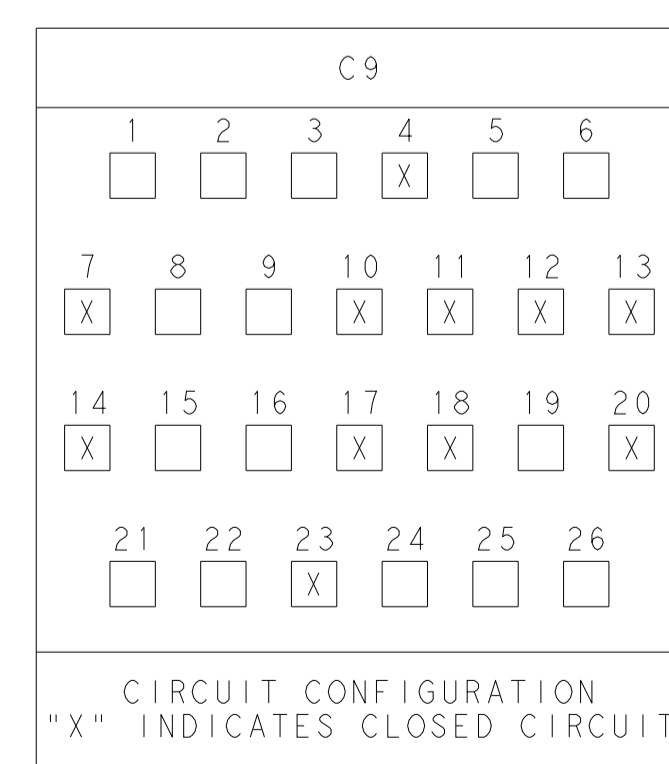 C9
1 2 3 4 5 6
X
7 8 9 10 11 12 13
X X X X X
14 15 16 17 18 19 20
X X X X
21 22 23 24 25 26
X
CIRCUIT CONFIGURATION
"X" INDICATES CLOSED CIRCUIT